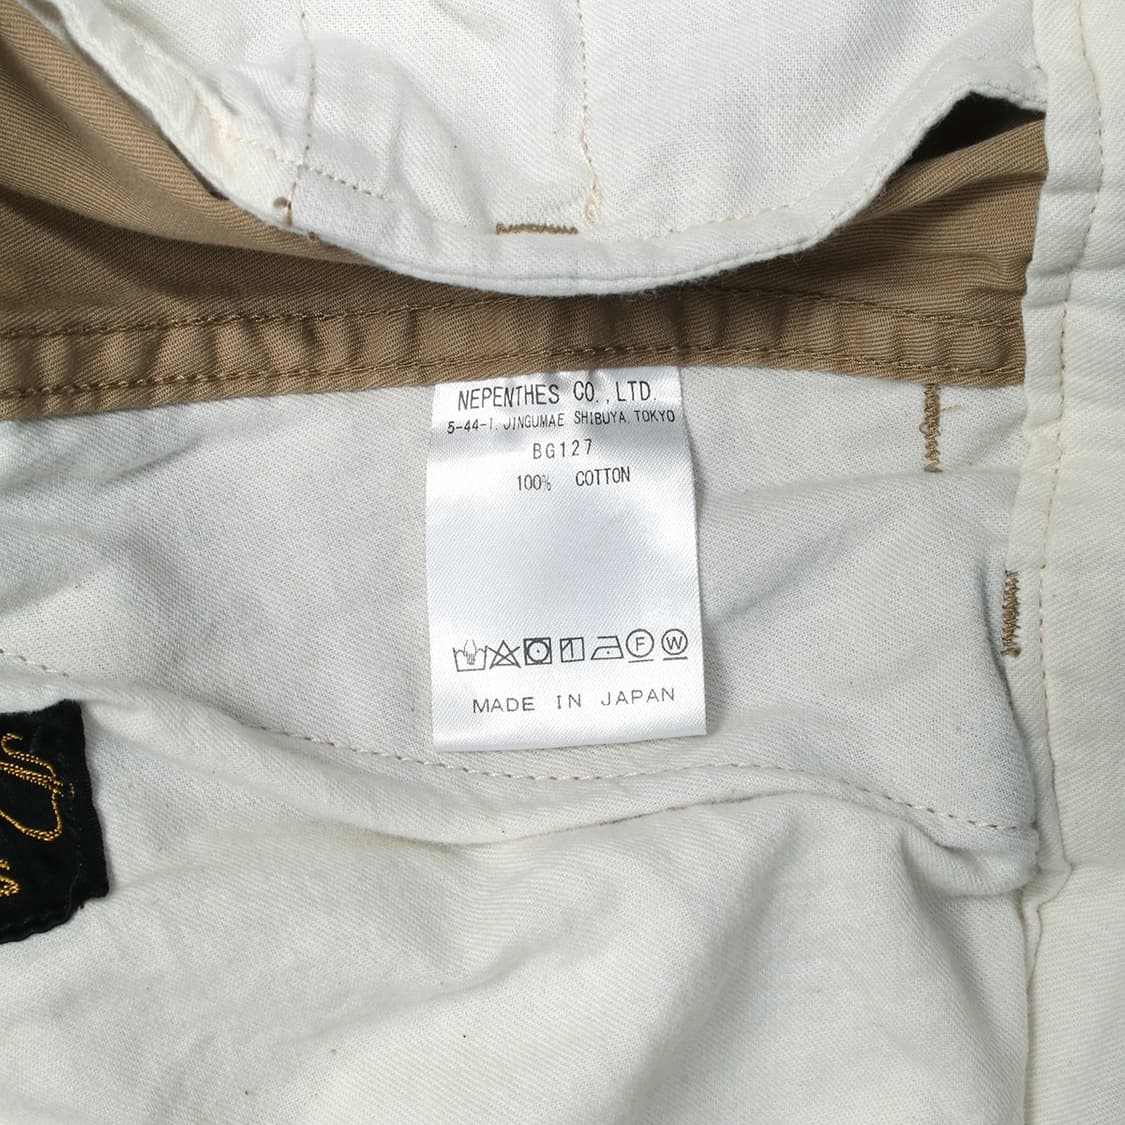 NEPENTHES CO.,LTD.
5-44-1, JINGUMAE SHIBUYA, TOKYO
BG127
100% COTTON
F W
MADE IN JAPAN